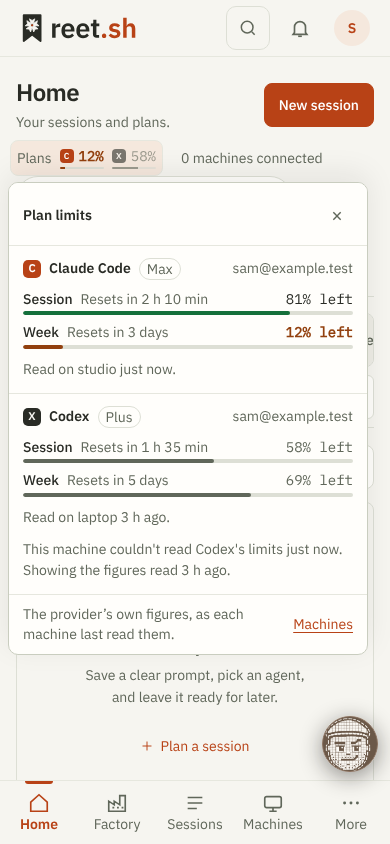 reet.sh
S
Home
Your sessions and plans.
New session
Plans C 12% X 58%
0 machines connected
Plan limits
×
C Claude Code Max sam@example.test
Session Resets in 2 h 10 min 81% left
Week Resets in 3 days 12% left
Read on studio just now.
X Codex Plus sam@example.test
Session Resets in 1 h 35 min 58% left
Week Resets in 5 days 69% left
Read on laptop 3 h ago.
This machine couldn't read Codex's limits just now.
Showing the figures read 3 h ago.
The provider’s own figures, as each
machine last read them.
Machines
Save a clear prompt, pick an agent,
and leave it ready for later.
+ Plan a session
Home
Factory
Sessions
Machines
More